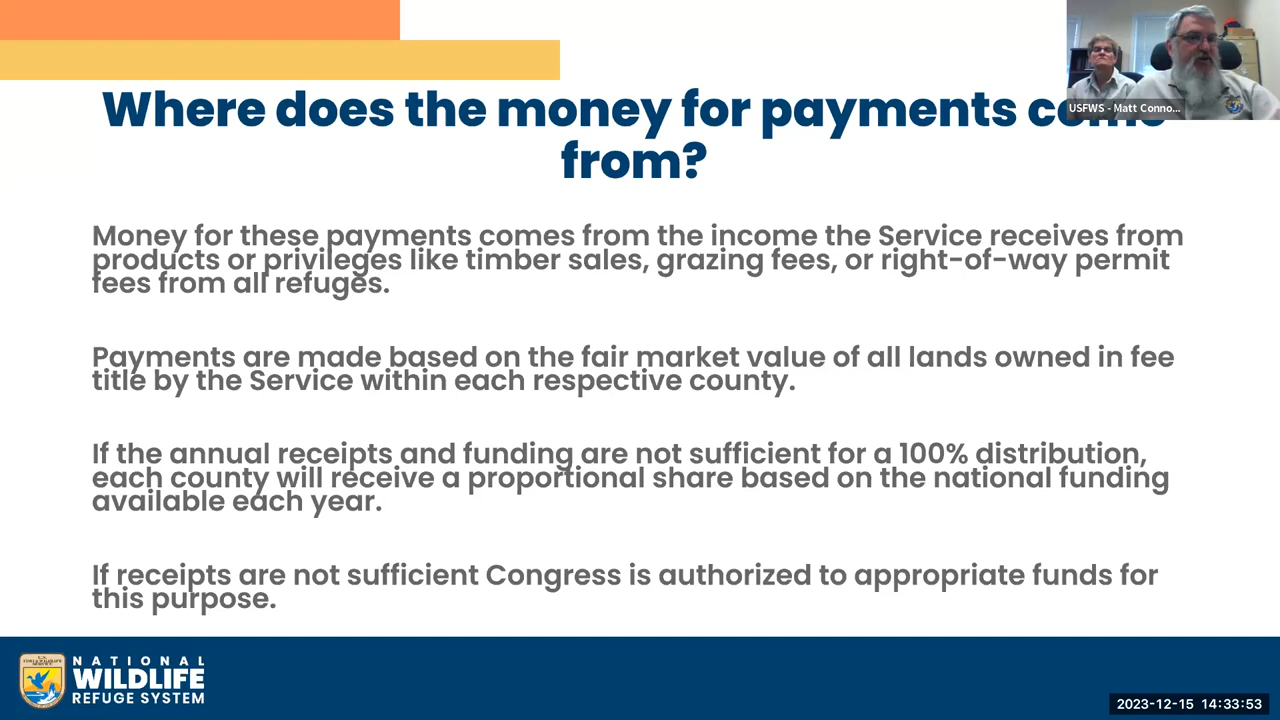 USFWS - Matt Conno...
Where does the money for payments come
from?
Money for these payments comes from the income the Service receives from
products or privileges like timber sales, grazing fees, or right-of-way permit
fees from all refuges.
Payments are made based on the fair market value of all lands owned in fee
title by the Service within each respective county.
If the annual receipts and funding are not sufficient for a 100% distribution,
each county will receive a proportional share based on the national funding
available each year.
If receipts are not sufficient Congress is authorized to appropriate funds for
this purpose.
NATIONAL
WILDLIFE
REFUGE SYSTEM
2023-12-15 14:33:53